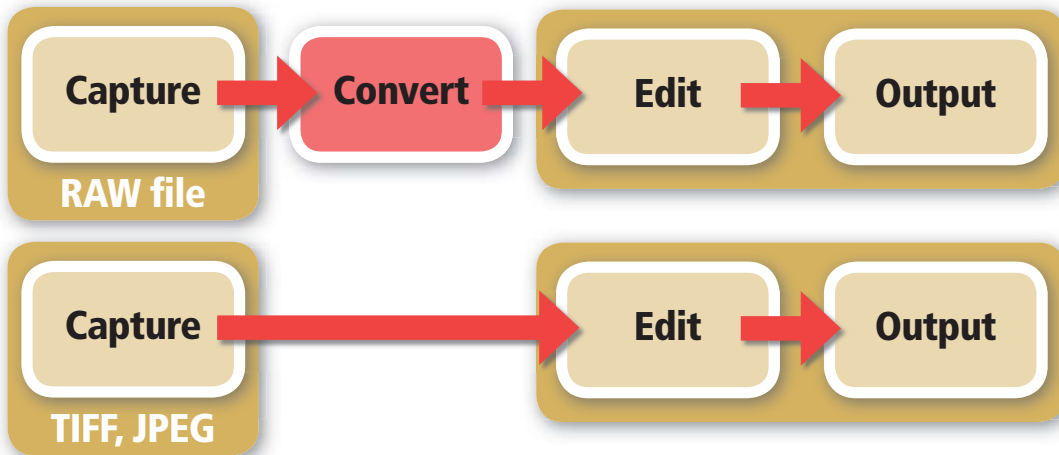 Capture
Convert
Edit
Output
RAW file
Capture
Edit
Output
TIFF, JPEG